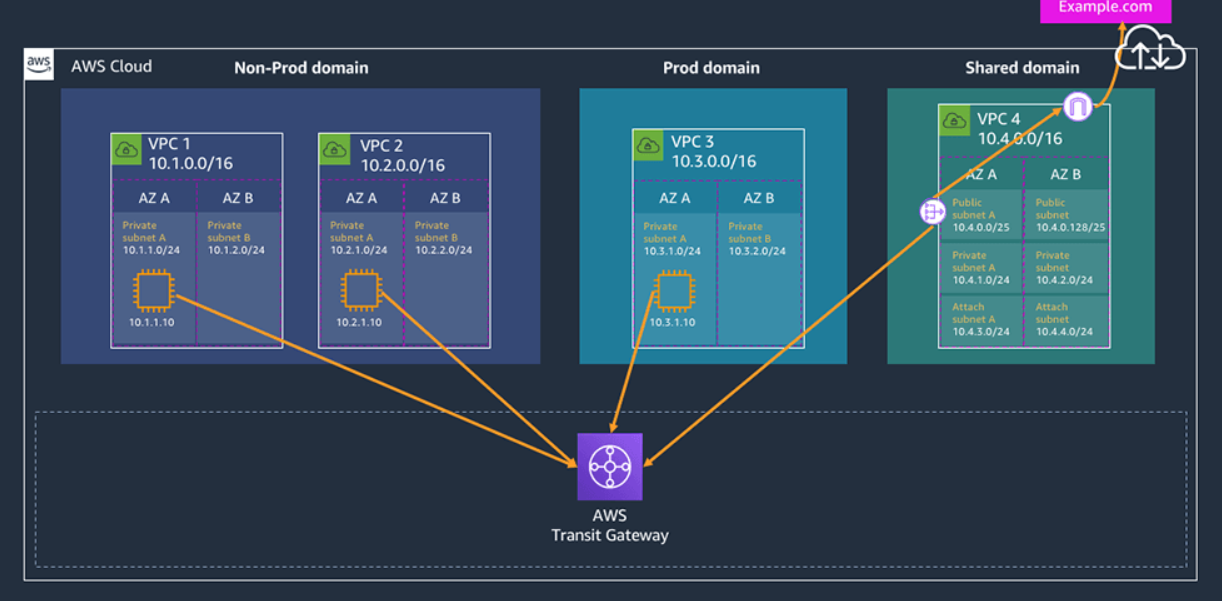 Example.com
aws
AWS Cloud
Non-Prod domain
Prod domain
Shared domain
VPC 1
10.1.0.0/16
AZ A
AZ B
Private
subnet A
10.1.1.0/24
Private
subnet B
10.1.2.0/24
10.1.1.10
VPC 2
10.2.0.0/16
AZ A
AZ B
Private
subnet A
10.2.1.0/24
Private
subnet B
10.2.2.0/24
10.2.1.10
VPC 3
10.3.0.0/16
AZ A
AZ B
Private
subnet A
10.3.1.0/24
Private
subnet B
10.3.2.0/24
10.3.1.10
VPC 4
10.4.0.0/16
AZ A
AZ B
Public
subnet A
10.4.0.0/25
Public
subnet
10.4.0.128/25
Private
subnet A
10.4.1.0/24
Private
subnet
10.4.2.0/24
Attach
subnet A
10.4.3.0/24
Attach
subnet
10.4.4.0/24
AWS
Transit Gateway